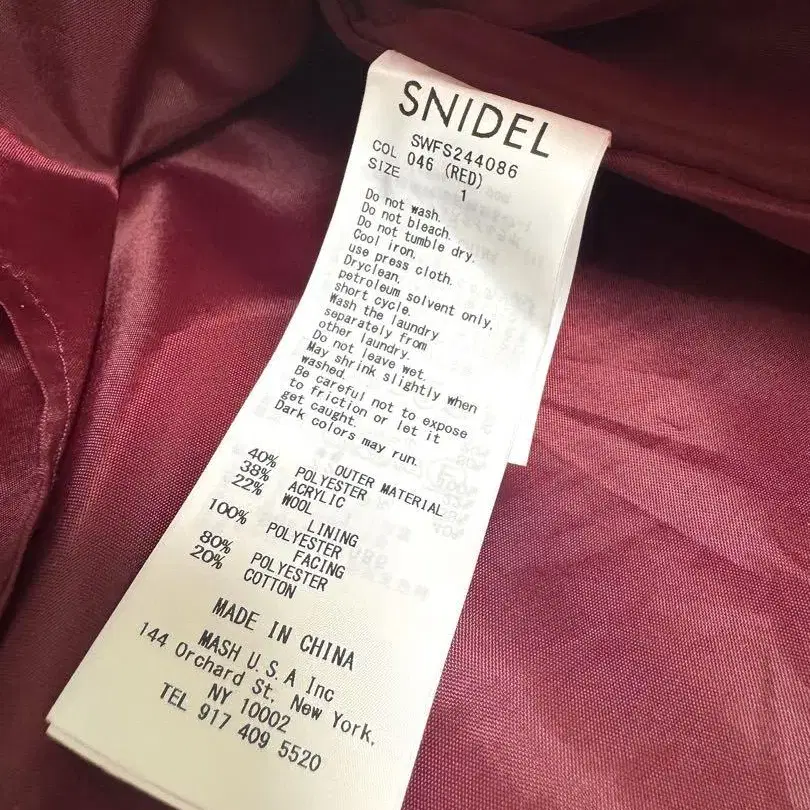 SNIDEL
SWFS244086
COL 046 (RED)
SIZE 1
Do not wash.
Do not bleach.
Do not tumble dry.
Cool iron.
use press cloth.
Dryclean.
petroleum solvent only.
short cycle.
Wash the laundry
separately from
other laundry.
Do not leave wet.
May shrink slightly when
washed.
Be careful not to expose
to friction or let it
get caught.
Dark colors may run.
OUTER MATERIAL
40% POLYESTER
38% ACRYLIC
22% WOOL
LINING
100% POLYESTER
FACING
80% POLYESTER
20% COTTON
MADE IN CHINA
MASH U.S.A Inc
144 Orchard St, New York,
NY 10002
TEL 917 409 5520